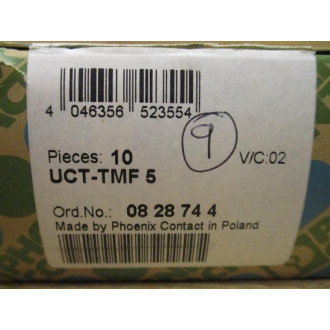 4 046356 523554
9
Pieces: 10
V/C:02
UCT-TMF 5
Ord.No.: 08 28 74 4
Made by Phoenix Contact in Poland